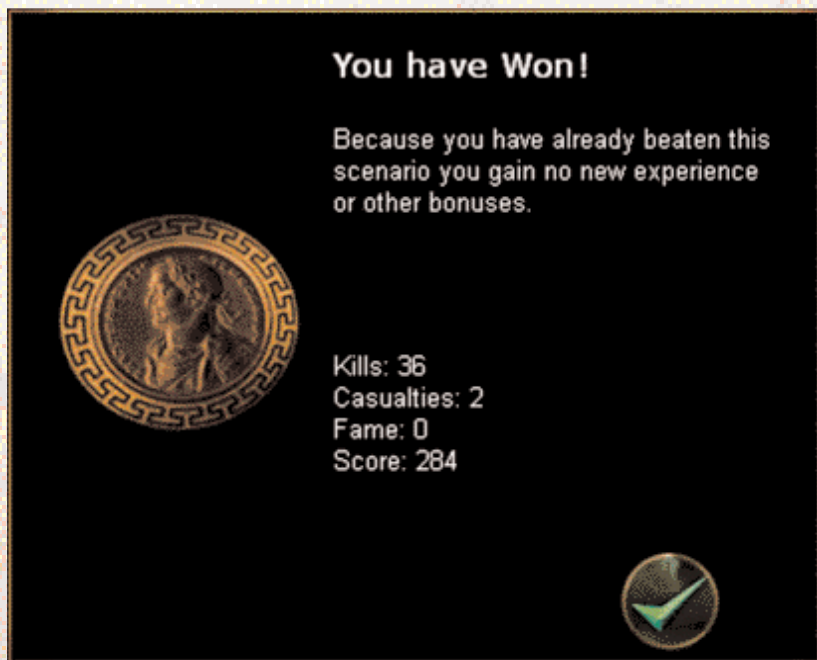 You have Won!
Because you have already beaten this
scenario you gain no new experience
or other bonuses.
Kills: 36
Casualties: 2
Fame: 0
Score: 284